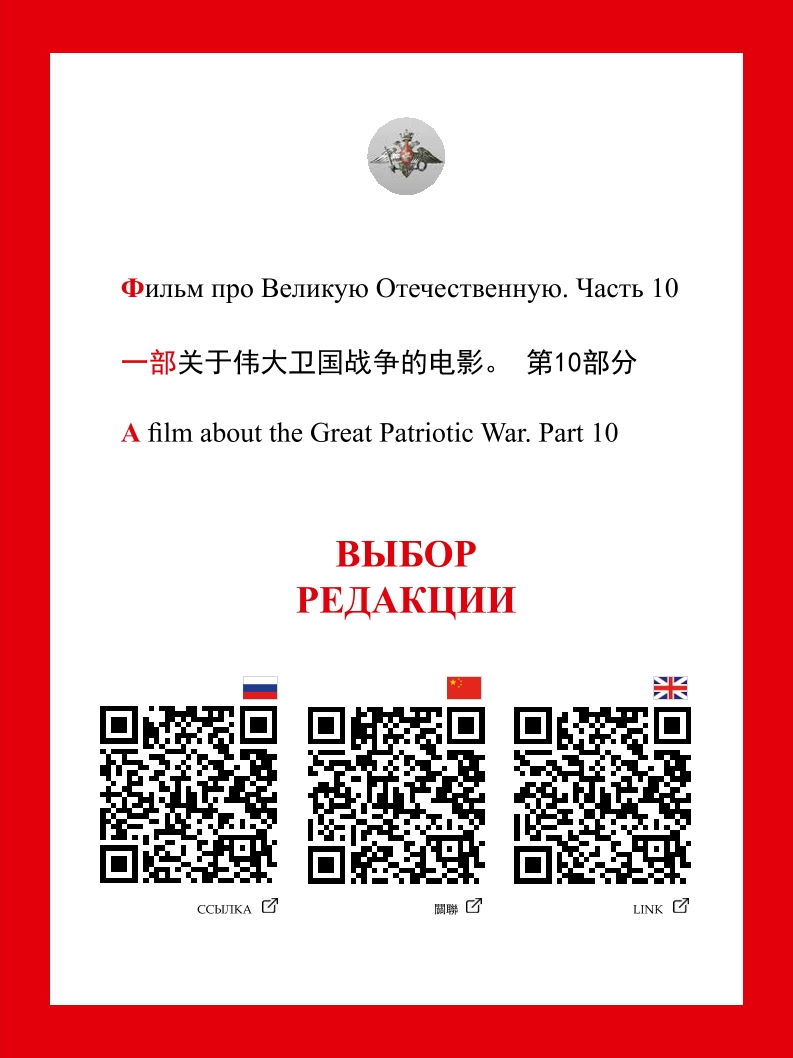 Фильм про Великую Отечественную. Часть 10
一部关于伟大卫国战争的电影。 第10部分
A film about the Great Patriotic War. Part 10
ВЫБОР
РЕДАКЦИИ
ССЫЛКА
關聯
LINK